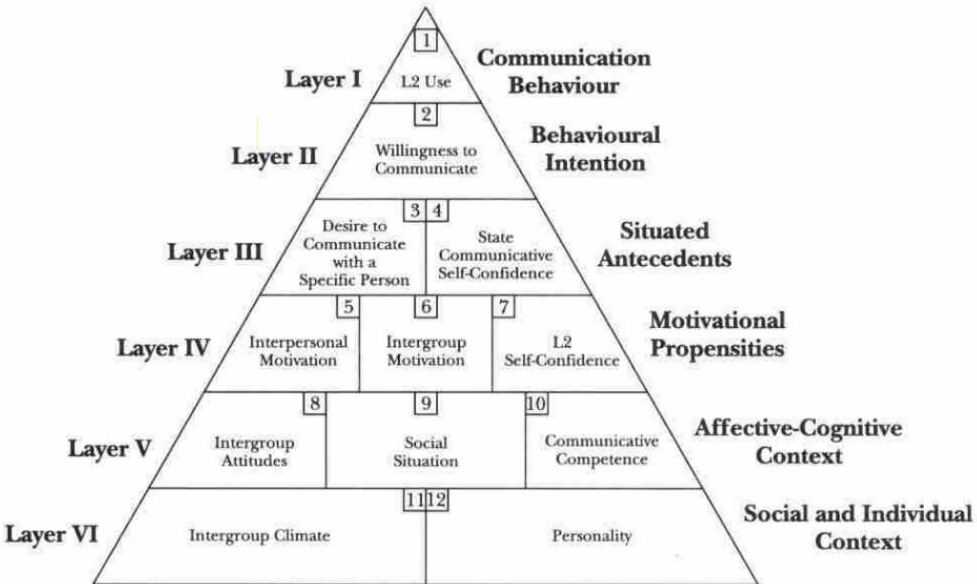 1
Communication
Behaviour
Layer I
L2 Use
2
Behavioural
Intention
Layer II
Willingness to
Communicate
3 4
Situated
Antecedents
Layer III
Desire to
Communicate
with a
Specific Person
State
Communicative
Self-Confidence
5 6 7
Motivational
Propensities
Layer IV
Interpersonal
Motivation
Intergroup
Motivation
L2
Self-Confidence
8 9 10
Affective-Cognitive
Context
Layer V
Intergroup
Attitudes
Social
Situation
Communicative
Competence
11 12
Social and Individual
Context
Layer VI
Intergroup Climate
Personality